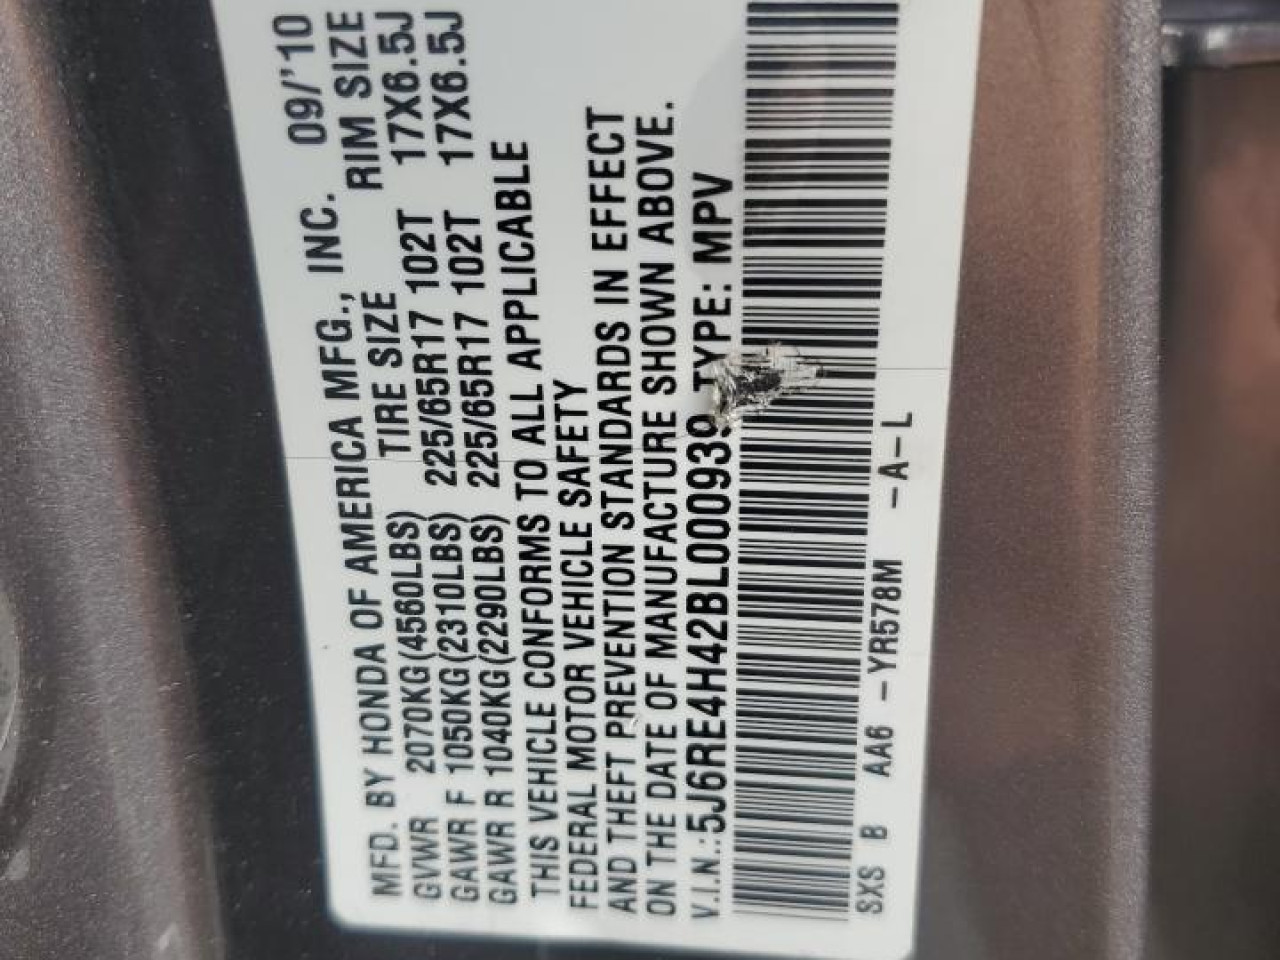 MFD. BY HONDA OF AMERICA MFG., INC. 09/'10
TIRE SIZE RIM SIZE
GVWR 2070KG(4560LBS)
GAWR F 1050KG(2310LBS) 225/65R17 102T 17X6.5J
GAWR R 1040KG(2290LBS) 225/65R17 102T 17X6.5J
THIS VEHICLE CONFORMS TO ALL APPLICABLE
FEDERAL MOTOR VEHICLE SAFETY
AND THEFT PREVENTION STANDARDS IN EFFECT
ON THE DATE OF MANUFACTURE SHOWN ABOVE.
V.I.N.:5J6RE4H42BL000939 TYPE: MPV
SXS B AA6 -YR578M -A-L